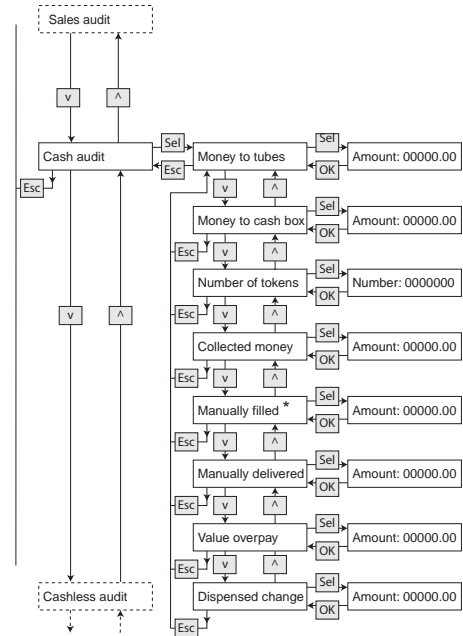 Sales audit
v
^
Sel
Sel
Cash audit
Money to tubes
Amount: 00000.00
Esc
OK
Esc
v
^
Sel
Money to cash box
Amount: 00000.00
OK
Esc
v
^
Sel
Number of tokens
Number: 0000000
OK
v
^
Esc
v
^
Sel
Collected money
Amount: 00000.00
OK
Esc
v
^
Sel
Manually filled *
Amount: 00000.00
OK
Esc
v
^
Sel
Manually delivered
Amount: 00000.00
OK
Esc
v
^
Sel
Value overpay
Amount: 00000.00
OK
Esc
v
^
Sel
Cashless audit
Dispensed change
Amount: 00000.00
OK
Esc